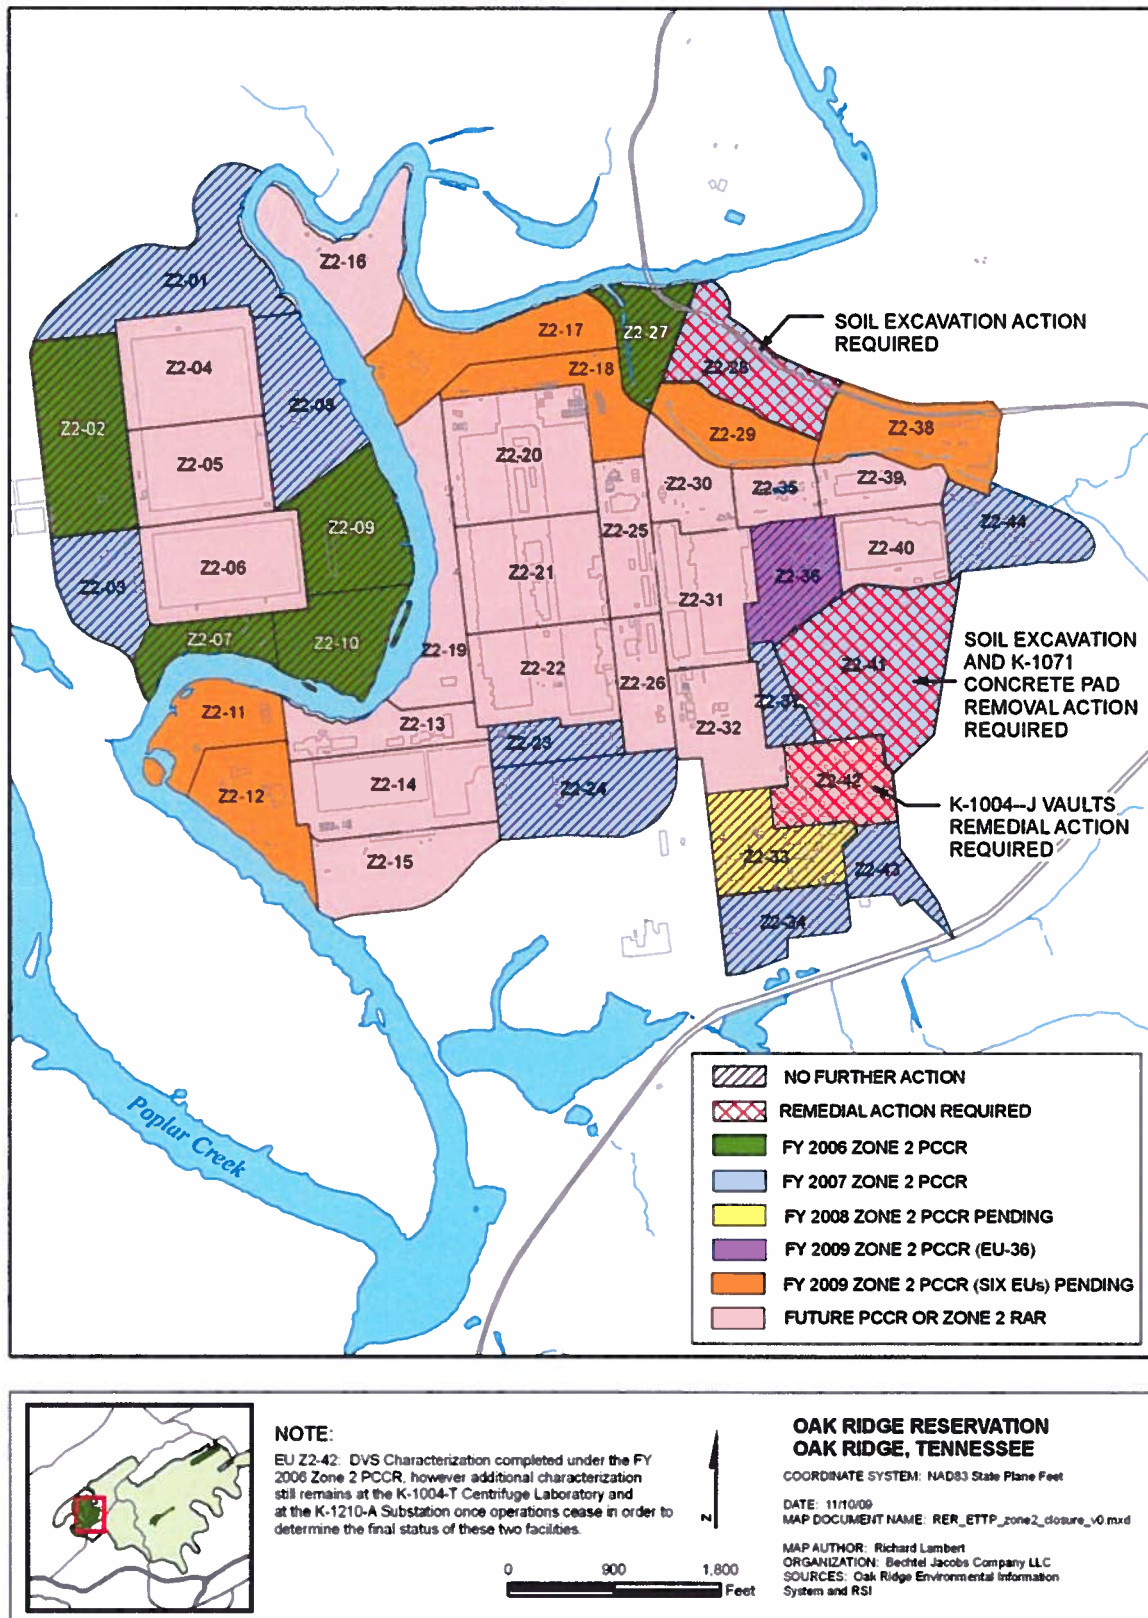 Z2-16
Z2-01
Z2-17
Z2-27
SOIL EXCAVATION ACTION
REQUIRED
Z2-04
Z2-18
Z2-28
Z2-08
Z2-02
Z2-29
Z2-38
Z2-05
Z2-20
Z2-30
Z2-35
Z2-39
Z2-09
Z2-25
Z2-44
Z2-06
Z2-21
Z2-36
Z2-40
Z2-03
Z2-31
Z2-07
Z2-10
Z2-19
Z2-22
Z2-26
Z2-41
SOIL EXCAVATION
AND K-1071
CONCRETE PAD
REMOVAL ACTION
REQUIRED
Z2-11
Z2-13
Z2-32
Z2-23
Z2-12
Z2-14
Z2-24
Z2-42
K-1004-J VAULTS
REMEDIAL ACTION
REQUIRED
Z2-15
Z2-33
Z2-43
Z2-34
Poplar Creek
NO FURTHER ACTION
REMEDIAL ACTION REQUIRED
FY 2006 ZONE 2 PCCR
FY 2007 ZONE 2 PCCR
FY 2008 ZONE 2 PCCR PENDING
FY 2009 ZONE 2 PCCR (EU-36)
FY 2009 ZONE 2 PCCR (SIX EUs) PENDING
FUTURE PCCR OR ZONE 2 RAR
NOTE:
EU Z2-42: DVS Characterization completed under the FY
2006 Zone 2 PCCR, however additional characterization
still remains at the K-1004-T Centrifuge Laboratory and
at the K-1210-A Substation once operations cease in order to
determine the final status of these two facilities.
N
0 900 1,800
Feet
OAK RIDGE RESERVATION
OAK RIDGE, TENNESSEE
COORDINATE SYSTEM: NAD83 State Plane Feet
DATE: 11/10/09
MAP DOCUMENT NAME: RER_ETTP_zone2_closure_v0.mxd
MAP AUTHOR: Richard Lambert
ORGANIZATION: Bechtel Jacobs Company LLC
SOURCES: Oak Ridge Environmental Information
System and RSI